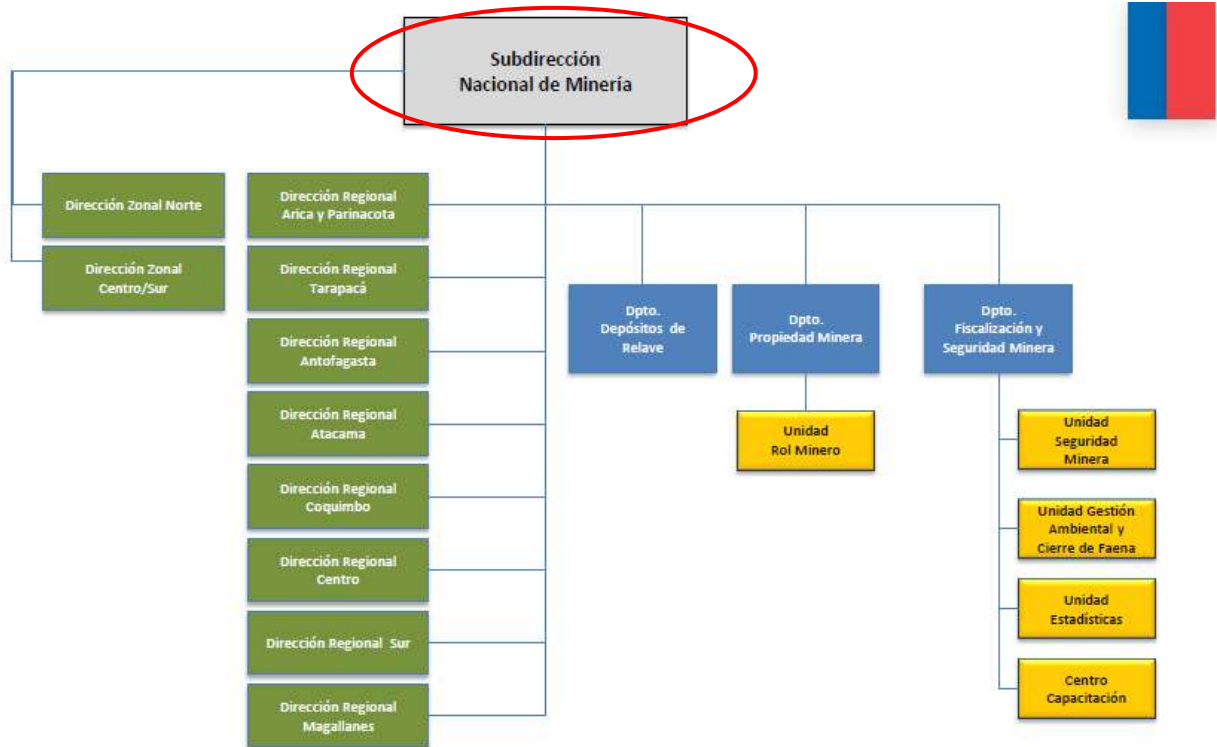 Subdirección
Nacional de Minería
Dirección Zonal Norte
Dirección Zonal
Centro/Sur
Dirección Regional
Arica y Parinacota
Dirección Regional
Tarapacá
Dirección Regional
Antofagasta
Dirección Regional
Atacama
Dirección Regional
Coquimbo
Dirección Regional
Centro
Dirección Regional Sur
Dirección Regional
Magallanes
Dpto.
Depósitos de
Relave
Dpto.
Propiedad Minera
Unidad
Rol Minero
Dpto.
Fiscalización y
Seguridad Minera
Unidad
Seguridad
Minera
Unidad Gestión
Ambiental y
Cierre de Faena
Unidad
Estadísticas
Centro
Capacitación